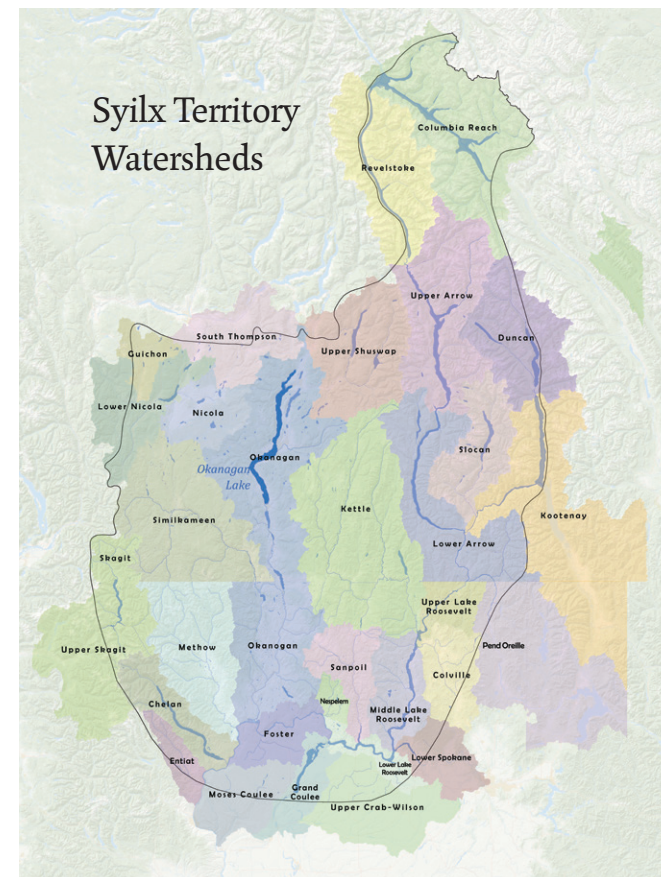 Syilx Territory
Watersheds
Columbia Reach
Revelstoke
Upper Arrow
South Thompson
Duncan
Upper Shuswap
Guichon
Lower Nicola
Nicola
Slocan
Okanagan
Okanagan
Lake
Kettle
Similkameen
Kootenay
Lower Arrow
Skagit
Upper Lake
Roosevelt
Upper Skagit
Methow
Okanogan
Pend Oreille
Sanpoil
Colville
Nespelem
Chelan
Middle Lake
Roosevelt
Foster
Entiat
Lower Spokane
Lower Lake
Roosevelt
Moses Coulee
Grand
Coulee
Upper Crab-Wilson